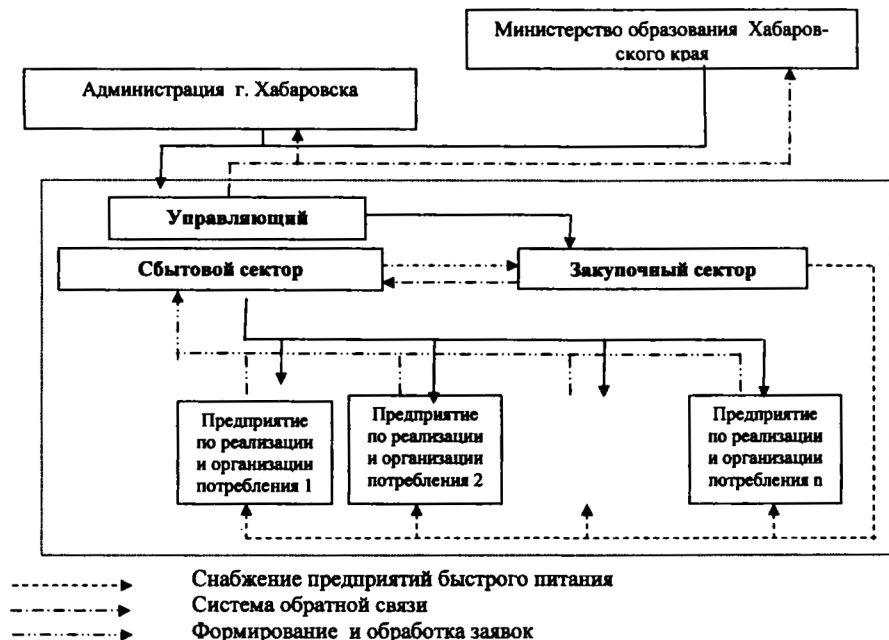 Министерство образования Хабаров-
ского края
Администрация г. Хабаровска
Управляющий
Сбытовой сектор
Закупочный сектор
Предприятие
по реализации
и организации
потребления 1
Предприятие
по реализации
и организации
потребления 2
Предприятие
по реализации
и организации
потребления n
Снабжение предприятий быстрого питания
Система обратной связи
Формирование и обработка заявок